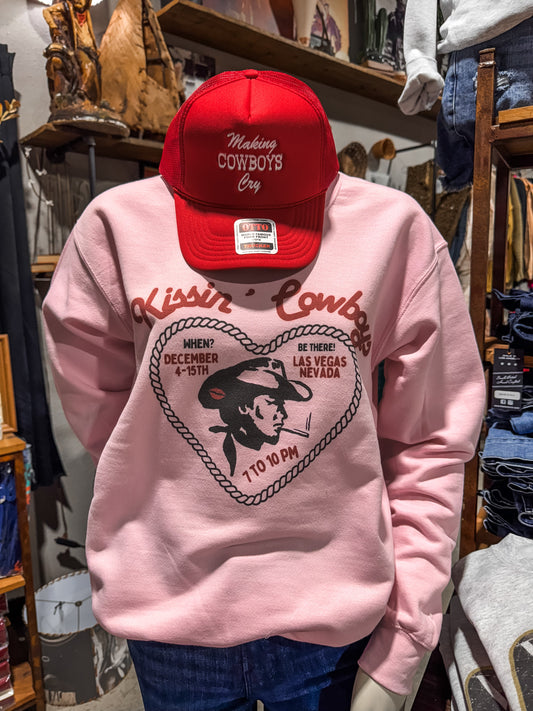 Making
COWBOYS
Cry
OTTO
Kissin' Cowboys
WHEN?
DECEMBER
4-15TH
BE THERE!
LAS VEGAS
NEVADA
7 TO 10 PM